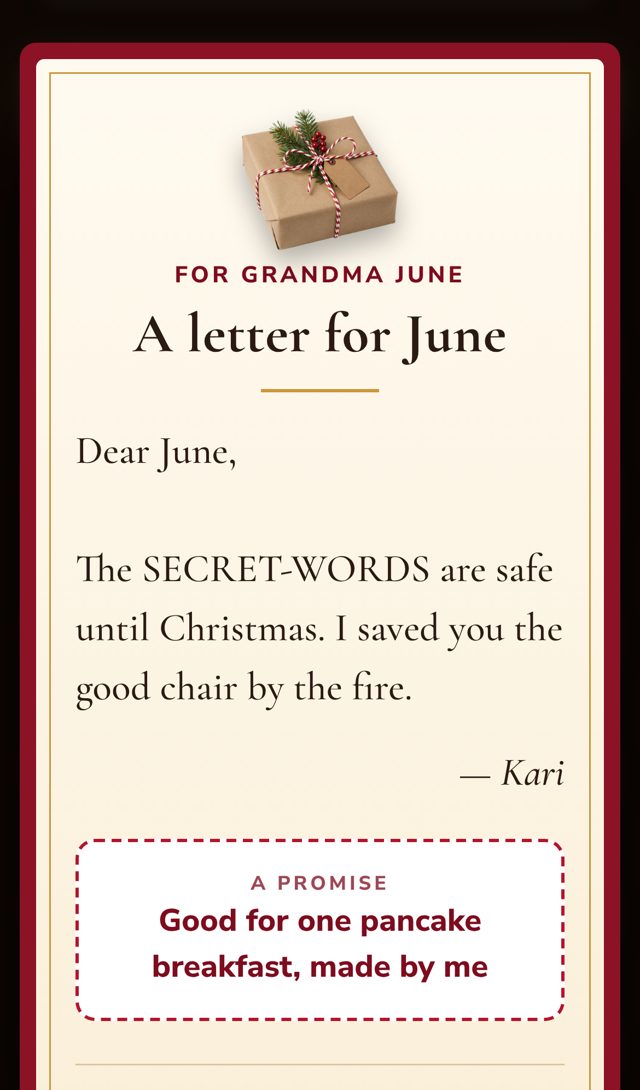 FOR GRANDMA JUNE
A letter for June
Dear June,
The SECRET-WORDS are safe
until Christmas. I saved you the
good chair by the fire.
— Kari
A PROMISE
Good for one pancake
breakfast, made by me